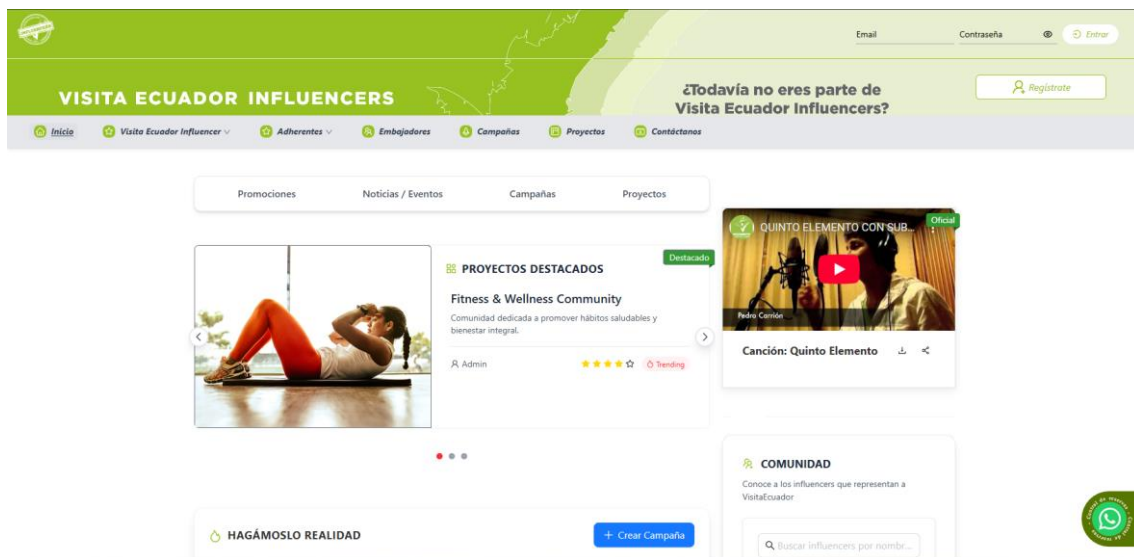 Email
Contraseña
Entrar
VISITA ECUADOR INFLUENCERS
¿Todavía no eres parte de
Visita Ecuador Influencers?
Regístrate
Inicio
Visita Ecuador Influencer
Adherentes
Embajadores
Campañas
Proyectos
Contáctanos
Promociones
Noticias / Eventos
Campañas
Proyectos
PROYECTOS DESTACADOS
Destacado
Fitness & Wellness Community
Comunidad dedicada a promover hábitos saludables y
bienestar integral.
Admin
Trending
QUINTO ELEMENTO CON SUB...
Oficial
Pedro Carrión
Canción: Quinto Elemento
COMUNIDAD
Conoce a los influencers que representan a
VisitaEcuador
Buscar influencers por nombr...
HAGÁMOSLO REALIDAD
+ Crear Campaña